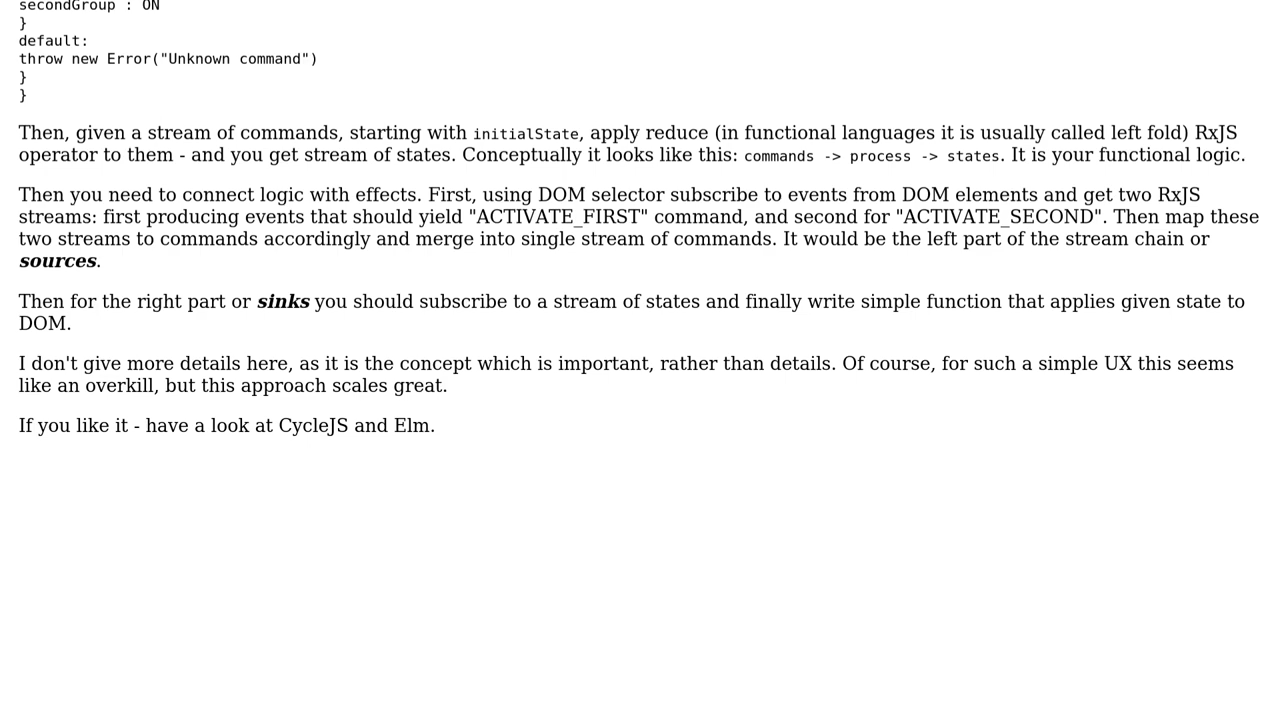 secondGroup : ON
}
default:
throw new Error("Unknown command")
}
}
Then, given a stream of commands, starting with initialState, apply reduce (in functional languages it is usually called left fold) RxJS
operator to them - and you get stream of states. Conceptually it looks like this: commands -> process -> states. It is your functional logic.
Then you need to connect logic with effects. First, using DOM selector subscribe to events from DOM elements and get two RxJS
streams: first producing events that should yield "ACTIVATE_FIRST" command, and second for "ACTIVATE_SECOND". Then map these
two streams to commands accordingly and merge into single stream of commands. It would be the left part of the stream chain or
sources.
Then for the right part or sinks you should subscribe to a stream of states and finally write simple function that applies given state to
DOM.
I don't give more details here, as it is the concept which is important, rather than details. Of course, for such a simple UX this seems
like an overkill, but this approach scales great.
If you like it - have a look at CycleJS and Elm.